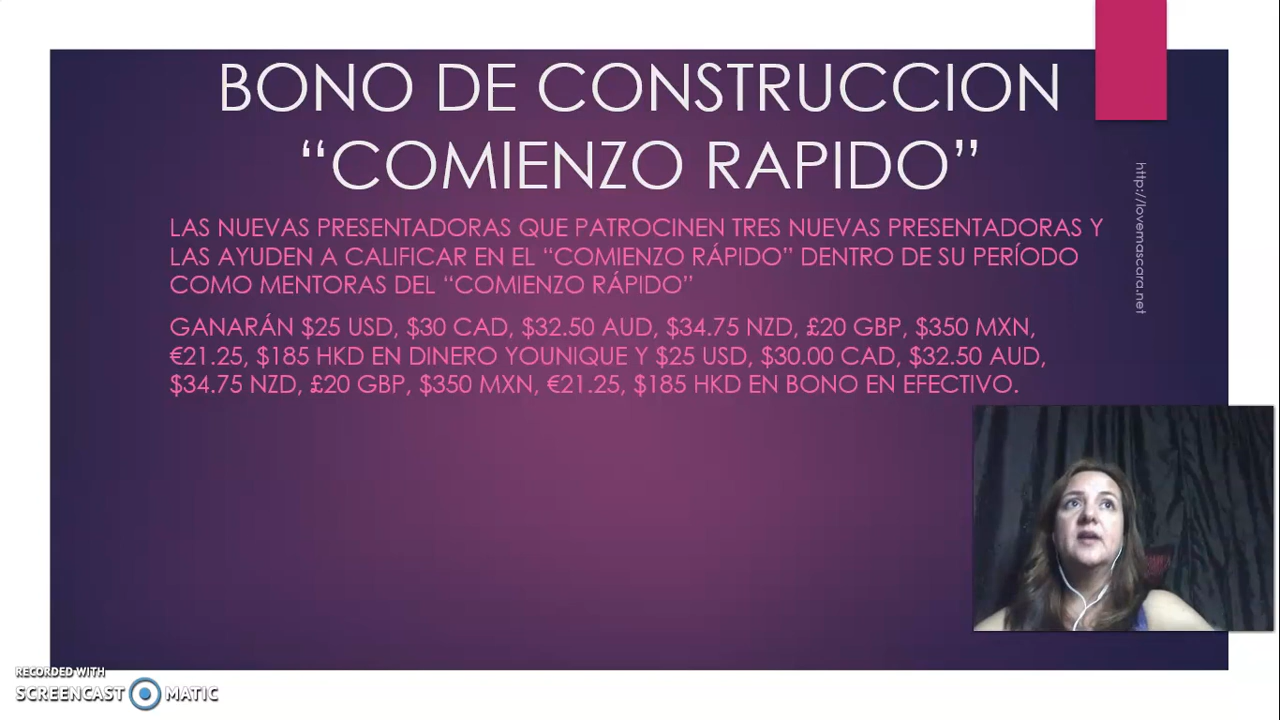 BONO DE CONSTRUCCION
“COMIENZO RAPIDO”
LAS NUEVAS PRESENTADORAS QUE PATROCINEN TRES NUEVAS PRESENTADORAS Y
LAS AYUDEN A CALIFICAR EN EL “COMIENZO RÁPIDO” DENTRO DE SU PERÍODO
COMO MENTORAS DEL “COMIENZO RÁPIDO”
GANARÁN $25 USD, $30 CAD, $32.50 AUD, $34.75 NZD, £20 GBP, $350 MXN,
€21.25, $185 HKD EN DINERO YOUNIQUE Y $25 USD, $30.00 CAD, $32.50 AUD,
$34.75 NZD, £20 GBP, $350 MXN, €21.25, $185 HKD EN BONO EN EFECTIVO.
http://lovemascara.net
RECORDED WITH
SCREENCAST MATIC